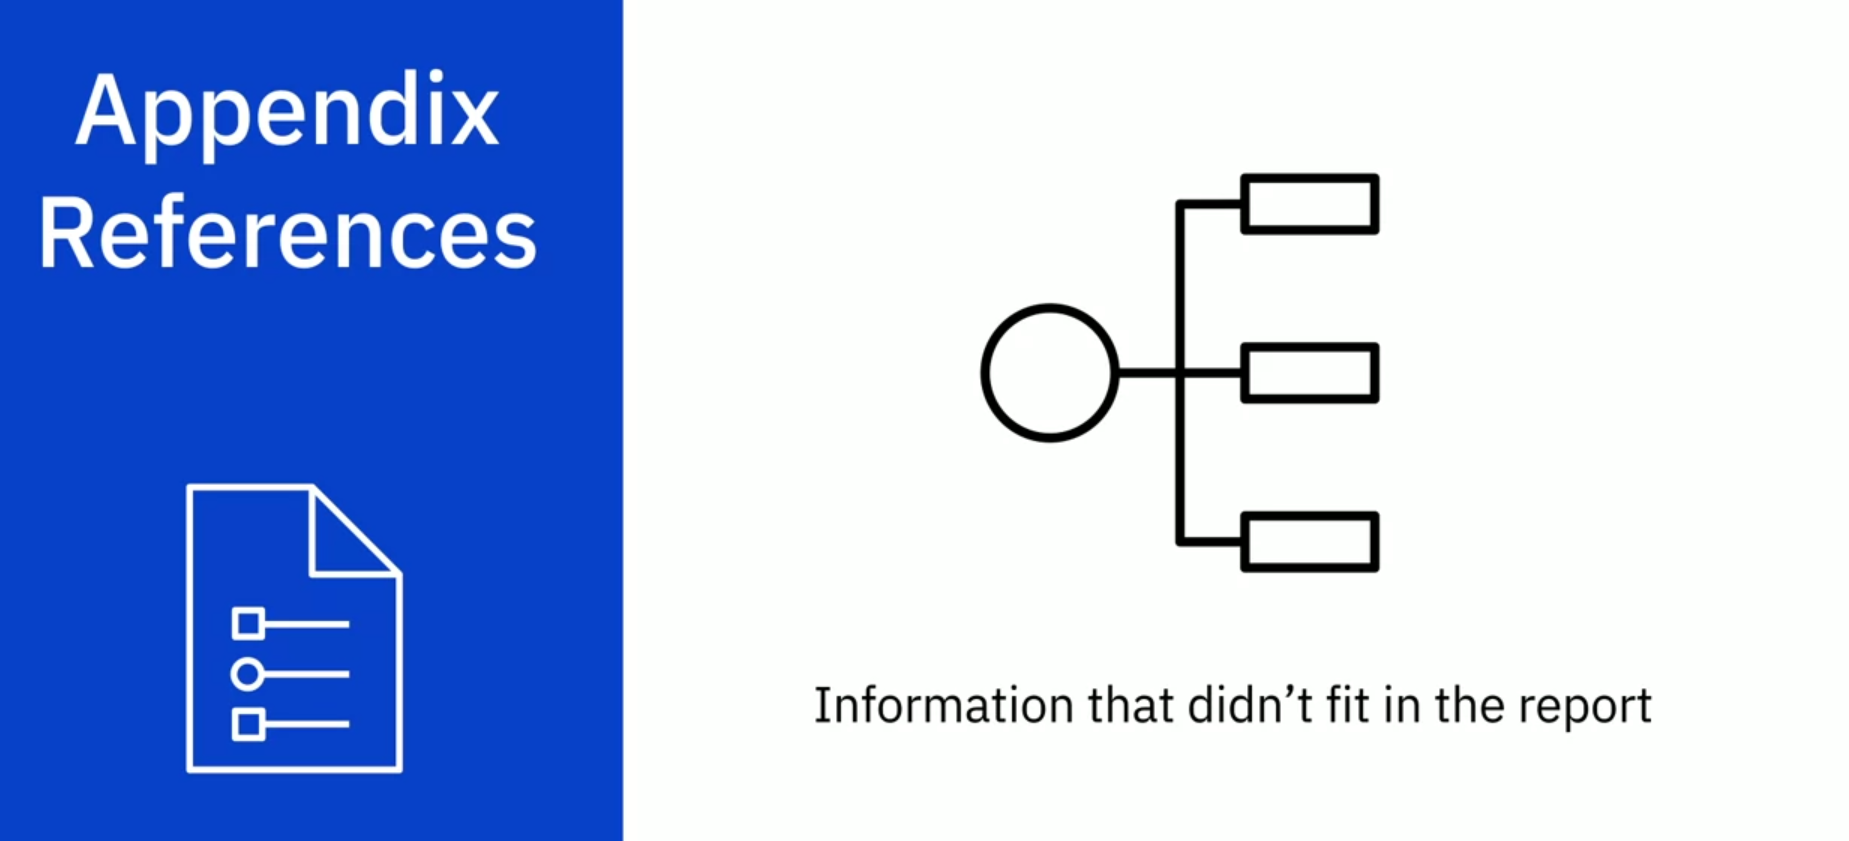 Appendix
References
Information that didn’t fit in the report